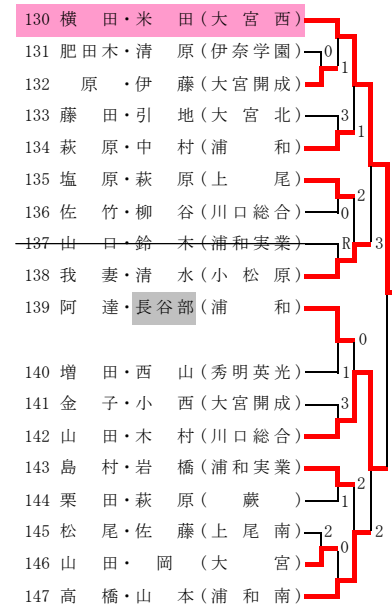 130 横 田・米 田(大 宮 西)
131 肥田木・清 原(伊奈学園) 0
1
132 原 ・伊 藤(大宮開成)
133 藤 田・引 地(大 宮 北) 3
1
134 萩 原・中 村(浦 和)
135 塩 原・萩 原(上 尾)
2
136 佐 竹・柳 谷(川口総合) 0
137 山 口・鈴 木(浦和実業) R 3
138 我 妻・清 水(小 松 原)
139 阿 達・長谷部(浦 和)
0
140 増 田・西 山(秀明英光) 1
141 金 子・小 西(大宮開成) 3
142 山 田・木 村(川口総合)
143 島 村・岩 橋(浦和実業)
2
144 栗 田・萩 原( 蕨 ) 1
145 松 尾・佐 藤(上 尾 南) 2 2
0
146 山 田・ 岡 (大 宮)
147 高 橋・山 本(浦 和 南)